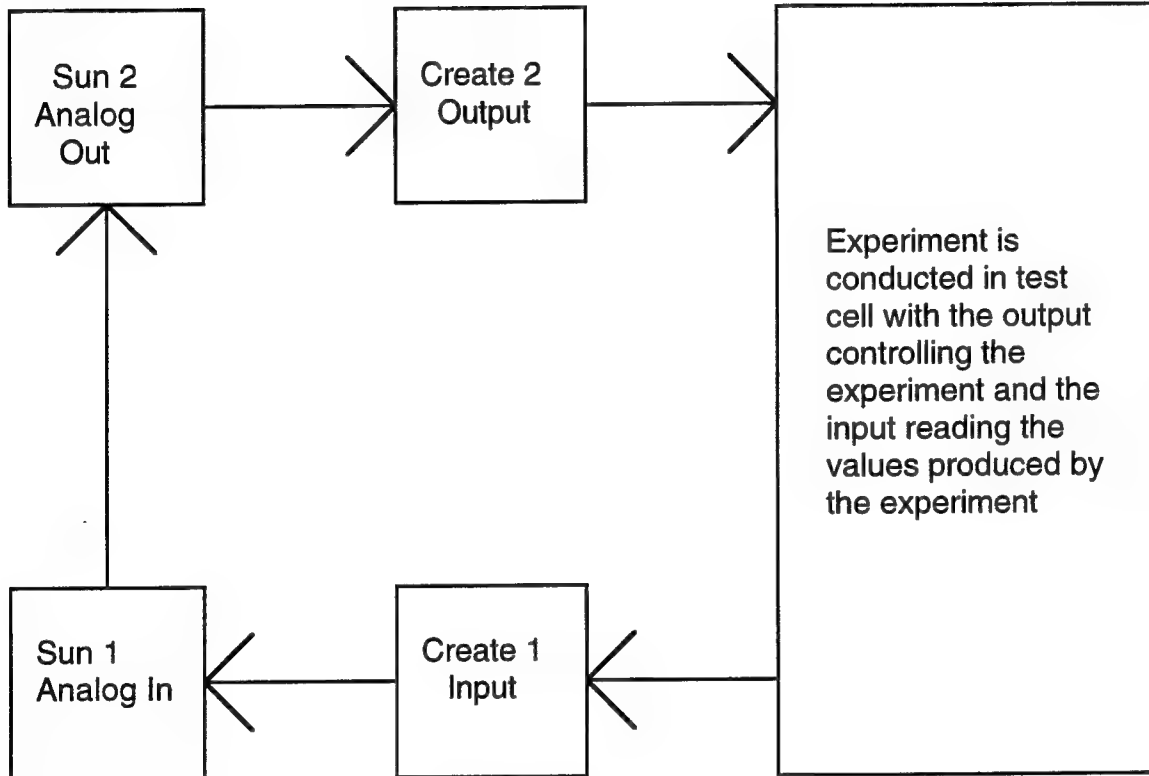 Sun 2
Analog
Out
Create 2
Output
Experiment is
conducted in test
cell with the output
controlling the
experiment and the
input reading the
values produced by
the experiment
Sun 1
Analog In
Create 1
Input